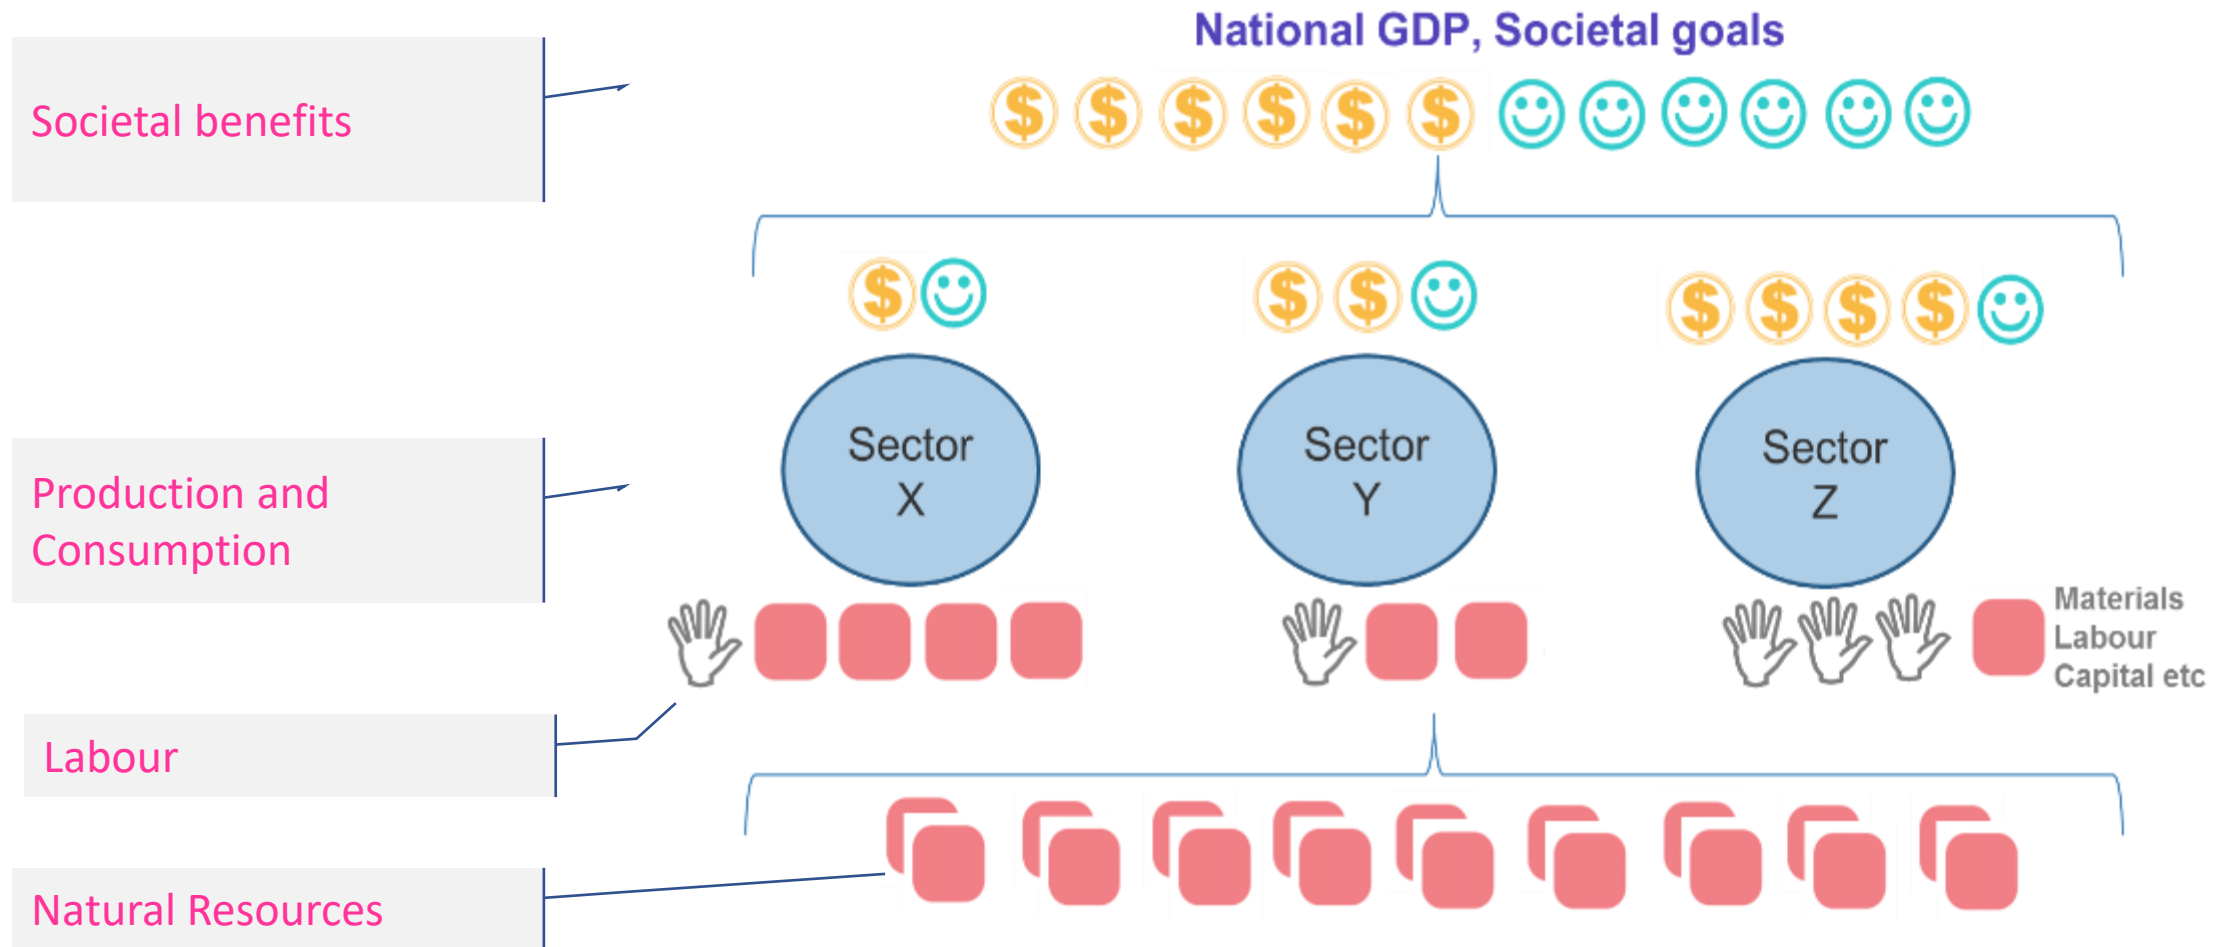 National GDP, Societal goals
Societal benefits
$ $ $ $ $ $
$ $ $ $ $ $ $
Sector
X
Sector
Y
Sector
Z
Production and
Consumption
Materials
Labour
Capital etc
Labour
Natural Resources